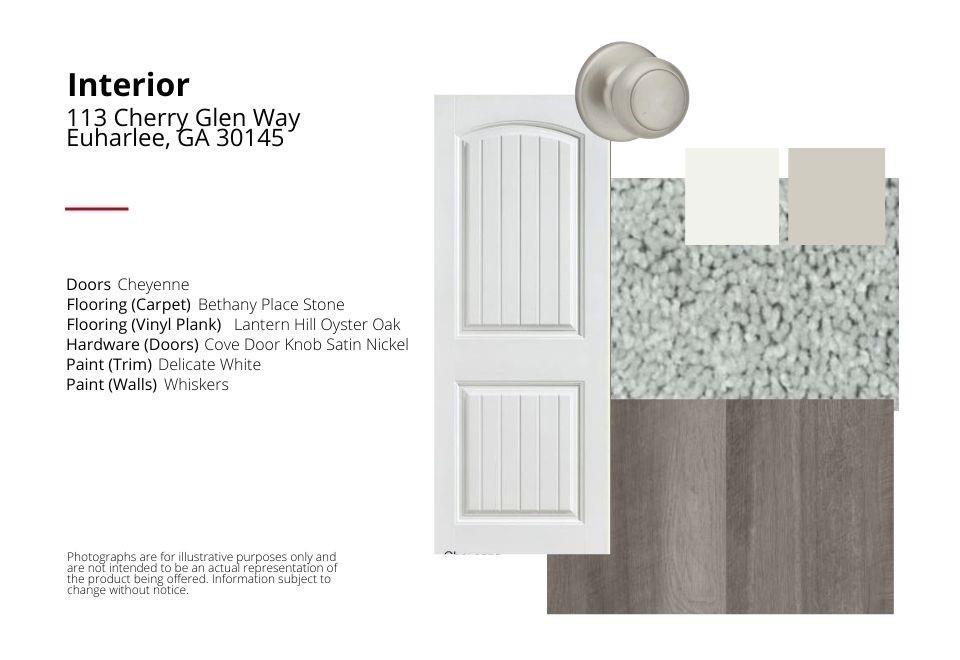 Interior
113 Cherry Glen Way
Euharlee, GA 30145
Doors Cheyenne
Flooring (Carpet) Bethany Place Stone
Flooring (Vinyl Plank) Lantern Hill Oyster Oak
Hardware (Doors) Cove Door Knob Satin Nickel
Paint (Trim) Delicate White
Paint (Walls) Whiskers
Photographs are for illustrative purposes only and
are not intended to be an actual representation of
the product being offered. Information subject to
change without notice.